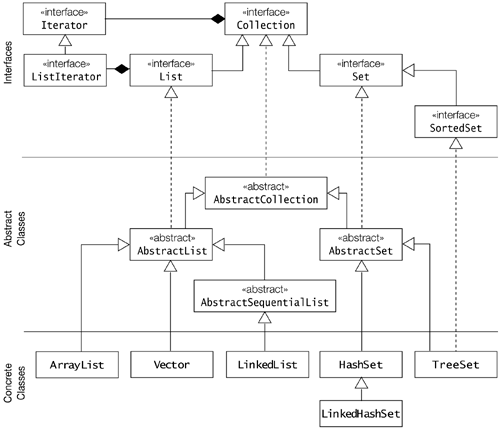 «interface»
Iterator
«interface»
Collection
Interfaces
«interface»
ListIterator
«interface»
List
«interface»
Set
«interface»
SortedSet
Abstract
Classes
«abstract»
AbstractCollection
«abstract»
AbstractList
«abstract»
AbstractSet
«abstract»
AbstractSequentialList
Concrete
Classes
ArrayList
Vector
LinkedList
HashSet
TreeSet
LinkedHashSet